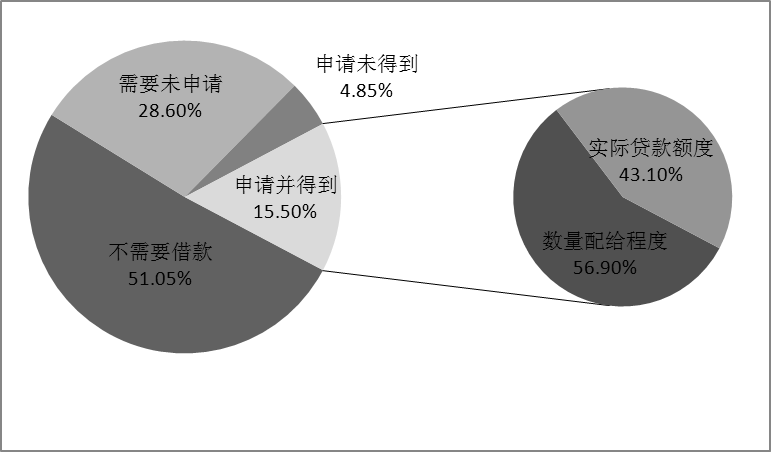 需要未申请
28.60%
申请未得到
4.85%
申请并得到
15.50%
不需要借款
51.05%
实际贷款额度
43.10%
数量配给程度
56.90%